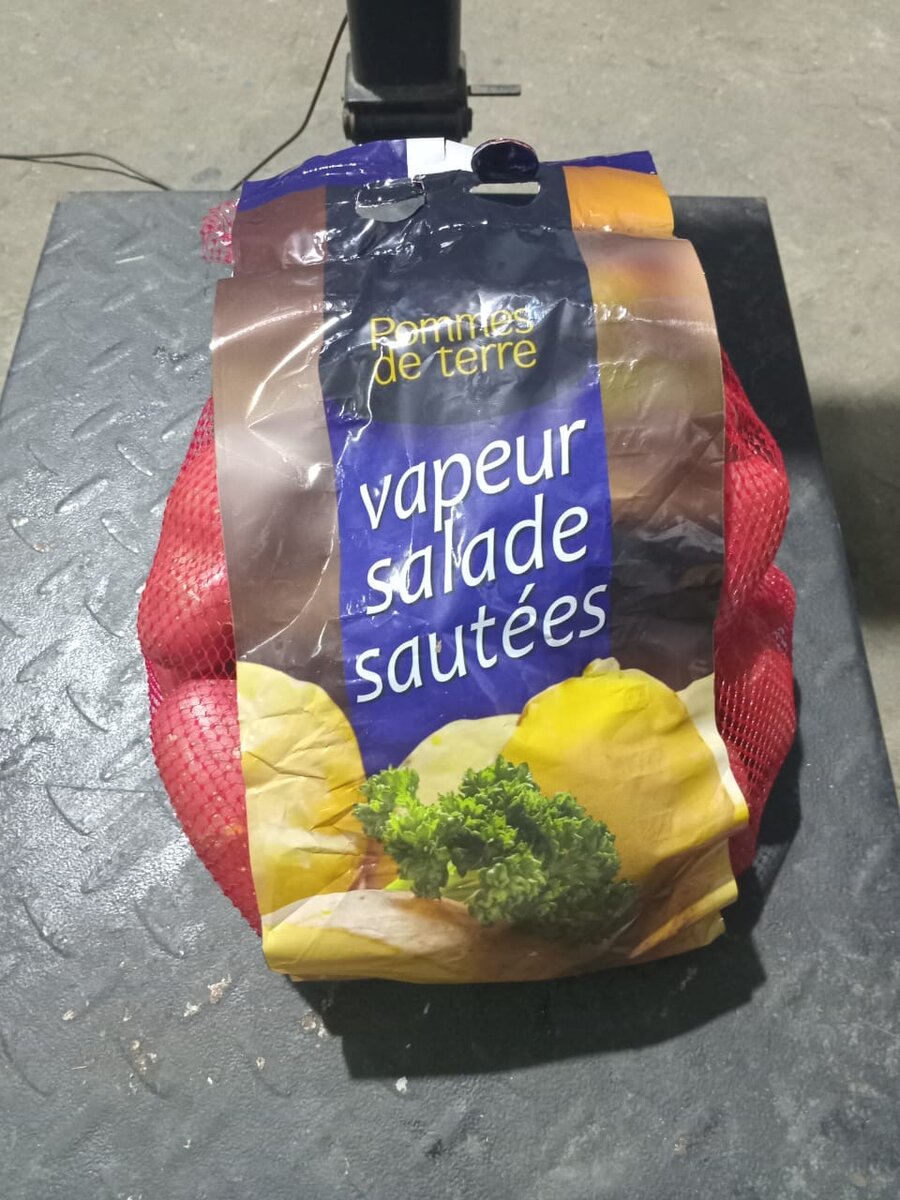 Pommes
de terre
vapeur
salade
sautées